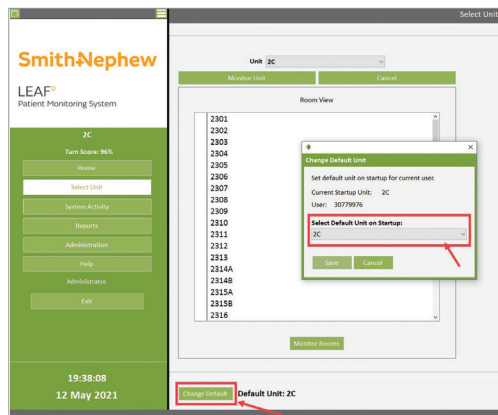 Select Unit
Smith+Nephew
LEAF
Patient Monitoring System
2C
Turn Score: 96%
Home
Select Unit
System Activity
Reports
Administration
Help
Administrator
Exit
19:38:08
12 May 2021
Unit 2C
Monitor Unit
Cancel
Room View
2301
2302
2303
2304
2305
2306
2307
2308
2309
2310
2311
2312
2313
2314A
2314B
2315A
2315B
2316
Monitor Rooms
Change Default
Default Unit: 2C
Change Default Unit
Set default unit on startup for current user.
Current Startup Unit: 2C
User: 30779976
Select Default Unit on Startup:
2C
Save
Cancel